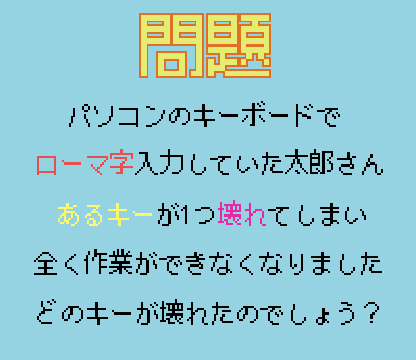 問題
パソコンのキーボードで
ローマ字入力していた太郎さん
あるキーが1つ壊れてしまい
全く作業ができなくなりました
どのキーが壊れたのでしょう？